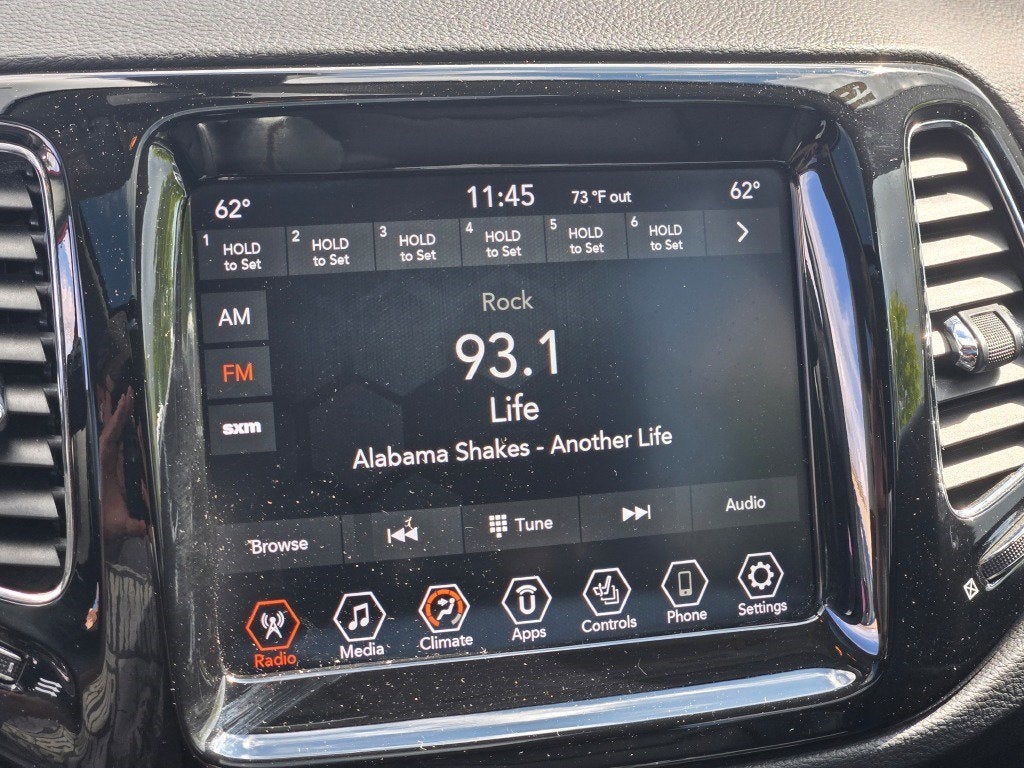 62° 11:45 73 °F out 62°
1 HOLD to Set
2 HOLD to Set
3 HOLD to Set
4 HOLD to Set
5 HOLD to Set
6 HOLD to Set
AM
FM
sxm
Rock
93.1
Life
Alabama Shakes - Another Life
Browse
Tune
Audio
Radio
Media
Climate
Apps
Controls
Phone
Settings